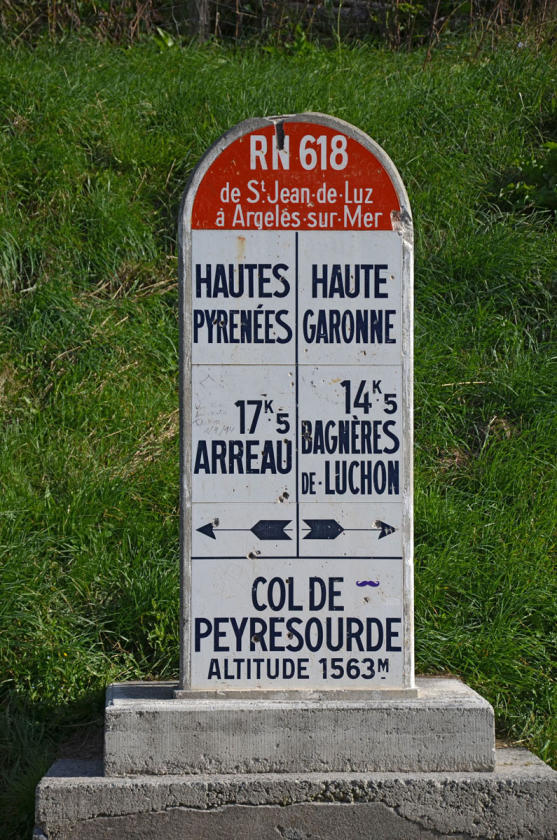 RN 618
de St. Jean-de-Luz
à Argelès-sur-Mer
HAUTES
PYRÉNÉES
HAUTE
GARONNE
17K5
ARREAU
14K5
BAGNÈRES
DE-LUCHON
COL DE
PEYRESOURDE
ALTITUDE 1563M